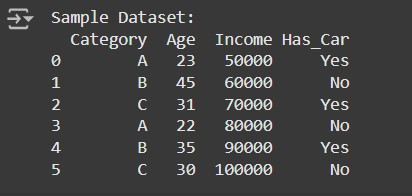 Sample Dataset:
Category Age Income Has_Car
0 A 23 50000 Yes
1 B 45 60000 No
2 C 31 70000 Yes
3 A 22 80000 No
4 B 35 90000 Yes
5 C 30 100000 No